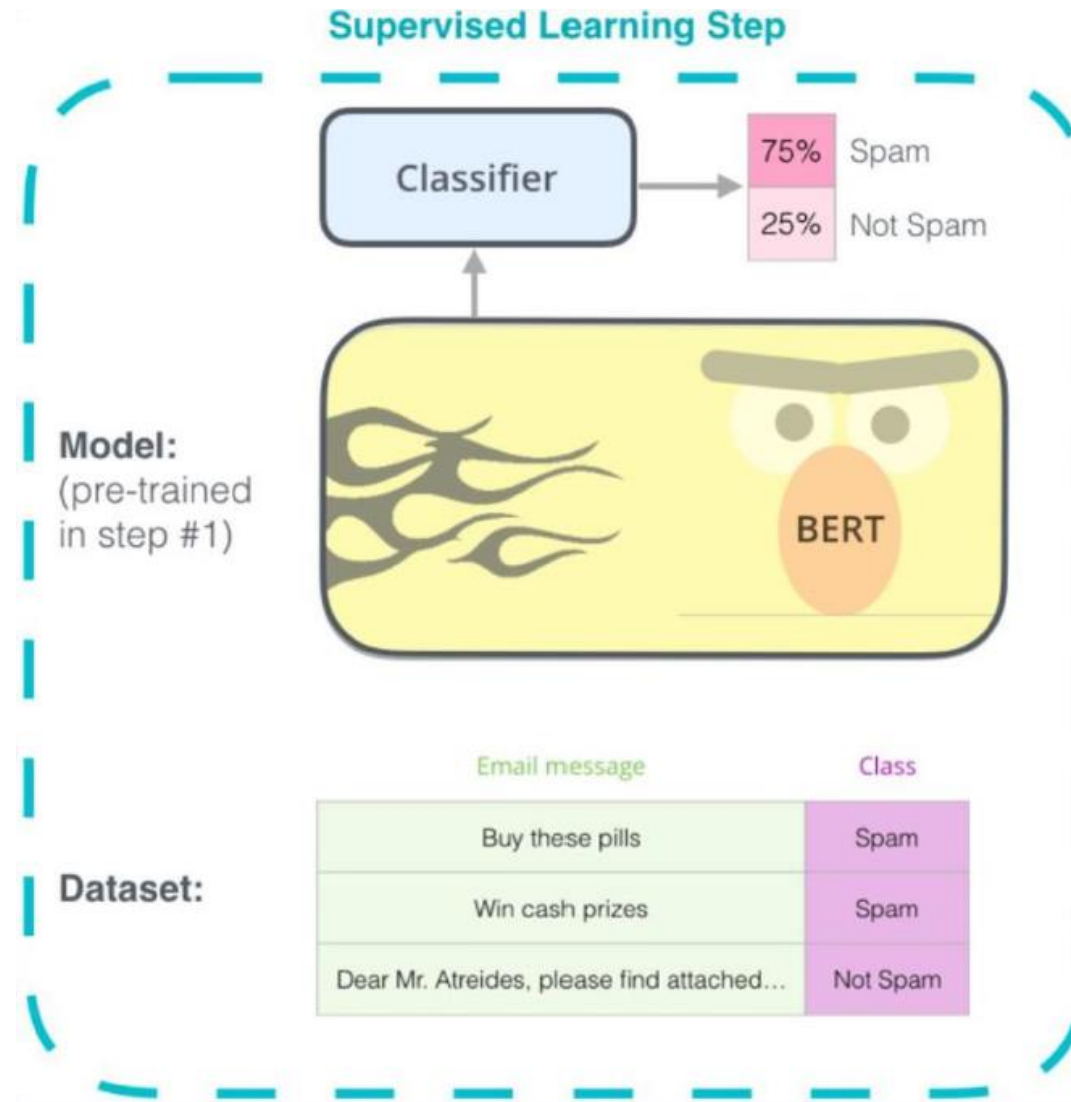 Supervised Learning Step
Classifier
75% Spam
25% Not Spam
Model:
(pre-trained
in step #1)
BERT
Email message Class
Dataset:
Buy these pills Spam
Win cash prizes Spam
Dear Mr. Atreides, please find attached... Not Spam